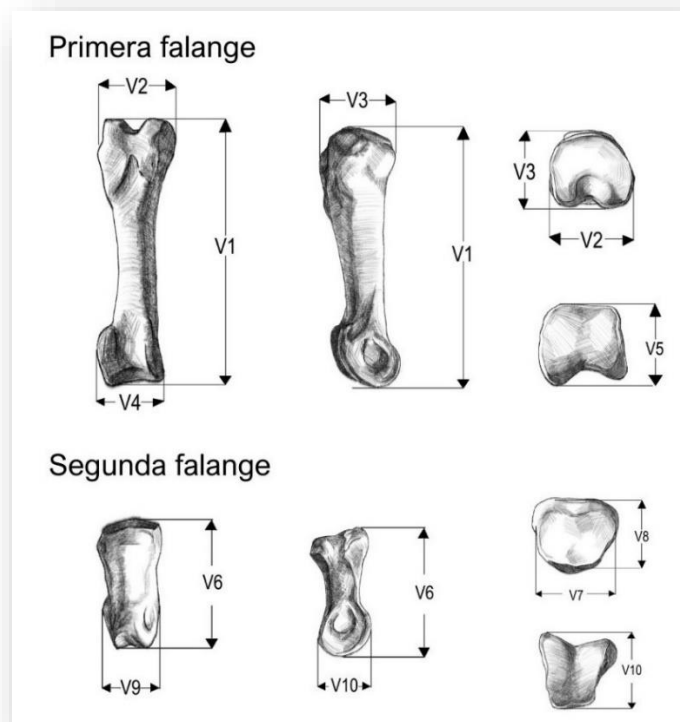 Primera falange
V2
V3
V3
V1
V1
V2
V5
V4
Segunda falange
V8
V6
V6
V7
V10
V9
V10